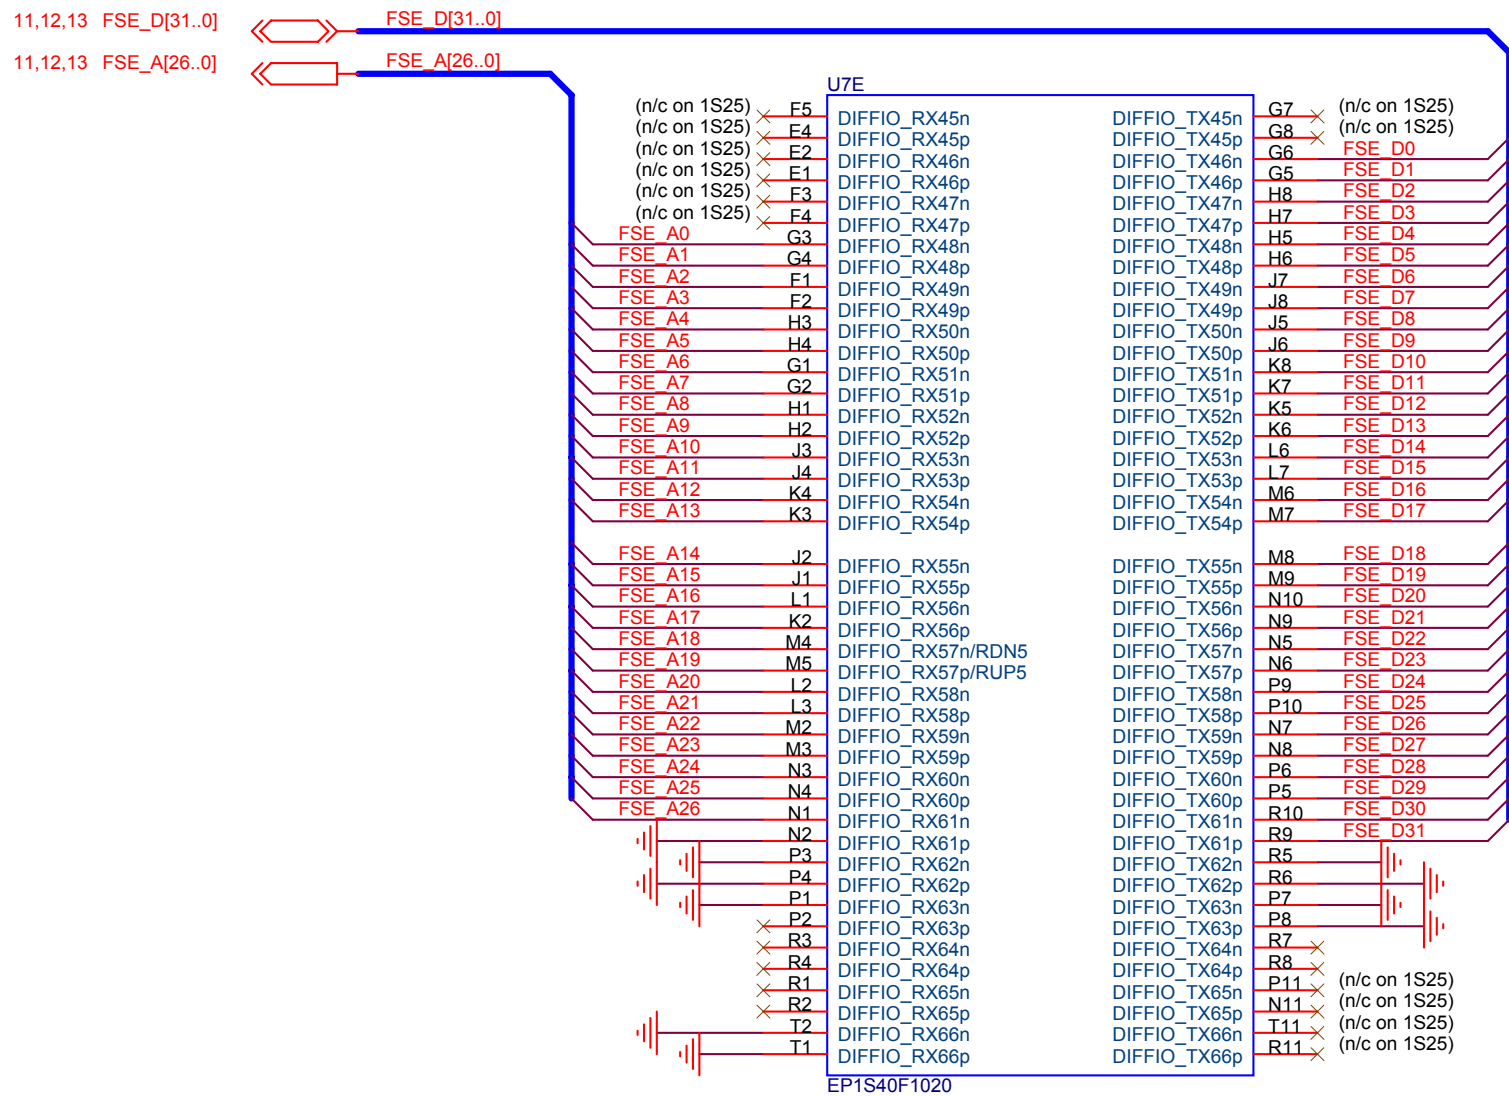 11,12,13 FSE_D[31..0] FSE_D[31..0]
11,12,13 FSE_A[26..0] FSE_A[26..0]
U7E
(n/c on 1S25) F5 DIFFIO_RX45n DIFFIO_TX45n G7 (n/c on 1S25)
(n/c on 1S25) E4 DIFFIO_RX45p DIFFIO_TX45p G8 (n/c on 1S25)
(n/c on 1S25) E2 DIFFIO_RX46n DIFFIO_TX46n G6 FSE_D0
(n/c on 1S25) E1 DIFFIO_RX46p DIFFIO_TX46p G5 FSE_D1
(n/c on 1S25) F3 DIFFIO_RX47n DIFFIO_TX47n H8 FSE_D2
(n/c on 1S25) F4 DIFFIO_RX47p DIFFIO_TX47p H7 FSE_D3
FSE_A0 G3 DIFFIO_RX48n DIFFIO_TX48n H5 FSE_D4
FSE_A1 G4 DIFFIO_RX48p DIFFIO_TX48p H6 FSE_D5
FSE_A2 F1 DIFFIO_RX49n DIFFIO_TX49n J7 FSE_D6
FSE_A3 F2 DIFFIO_RX49p DIFFIO_TX49p J8 FSE_D7
FSE_A4 H3 DIFFIO_RX50n DIFFIO_TX50n J5 FSE_D8
FSE_A5 H4 DIFFIO_RX50p DIFFIO_TX50p J6 FSE_D9
FSE_A6 G1 DIFFIO_RX51n DIFFIO_TX51n K8 FSE_D10
FSE_A7 G2 DIFFIO_RX51p DIFFIO_TX51p K7 FSE_D11
FSE_A8 H1 DIFFIO_RX52n DIFFIO_TX52n K5 FSE_D12
FSE_A9 H2 DIFFIO_RX52p DIFFIO_TX52p K6 FSE_D13
FSE_A10 J3 DIFFIO_RX53n DIFFIO_TX53n L6 FSE_D14
FSE_A11 J4 DIFFIO_RX53p DIFFIO_TX53p L7 FSE_D15
FSE_A12 K4 DIFFIO_RX54n DIFFIO_TX54n M6 FSE_D16
FSE_A13 K3 DIFFIO_RX54p DIFFIO_TX54p M7 FSE_D17
FSE_A14 J2 DIFFIO_RX55n DIFFIO_TX55n M8 FSE_D18
FSE_A15 J1 DIFFIO_RX55p DIFFIO_TX55p M9 FSE_D19
FSE_A16 L1 DIFFIO_RX56n DIFFIO_TX56n N10 FSE_D20
FSE_A17 K2 DIFFIO_RX56p DIFFIO_TX56p N9 FSE_D21
FSE_A18 M4 DIFFIO_RX57n/RDN5 DIFFIO_TX57n N5 FSE_D22
FSE_A19 M5 DIFFIO_RX57p/RUP5 DIFFIO_TX57p N6 FSE_D23
FSE_A20 L2 DIFFIO_RX58n DIFFIO_TX58n P9 FSE_D24
FSE_A21 L3 DIFFIO_RX58p DIFFIO_TX58p P10 FSE_D25
FSE_A22 M2 DIFFIO_RX59n DIFFIO_TX59n N7 FSE_D26
FSE_A23 M3 DIFFIO_RX59p DIFFIO_TX59p N8 FSE_D27
FSE_A24 N3 DIFFIO_RX60n DIFFIO_TX60n P6 FSE_D28
FSE_A25 N4 DIFFIO_RX60p DIFFIO_TX60p P5 FSE_D29
FSE_A26 N1 DIFFIO_RX61n DIFFIO_TX61n R10 FSE_D30
N2 DIFFIO_RX61p DIFFIO_TX61p R9 FSE_D31
P3 DIFFIO_RX62n DIFFIO_TX62n R5
P4 DIFFIO_RX62p DIFFIO_TX62p R6
P1 DIFFIO_RX63n DIFFIO_TX63n P7
P2 DIFFIO_RX63p DIFFIO_TX63p P8
R3 DIFFIO_RX64n DIFFIO_TX64n R7
R4 DIFFIO_RX64p DIFFIO_TX64p R8
R1 DIFFIO_RX65n DIFFIO_TX65n P11 (n/c on 1S25)
R2 DIFFIO_RX65p DIFFIO_TX65p N11 (n/c on 1S25)
T2 DIFFIO_RX66n DIFFIO_TX66n T11 (n/c on 1S25)
T1 DIFFIO_RX66p DIFFIO_TX66p R11 (n/c on 1S25)
EP1S40F1020